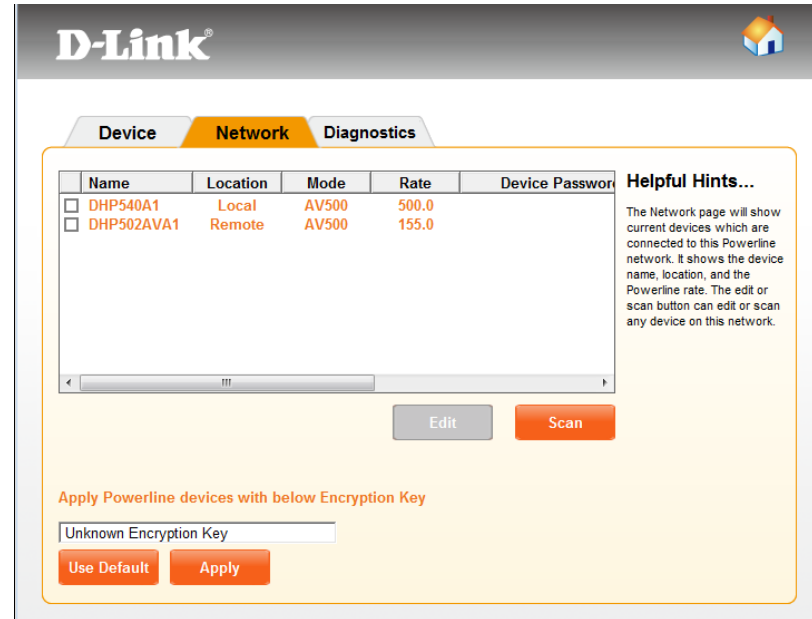 D-Link®
Device Network Diagnostics
Name Location Mode Rate Device Passwor
DHP540A1 Local AV500 500.0
DHP502AVA1 Remote AV500 155.0
Edit Scan
Helpful Hints...
The Network page will show
current devices which are
connected to this Powerline
network. It shows the device
name, location, and the
Powerline rate. The edit or
scan button can edit or scan
any device on this network.
Apply Powerline devices with below Encryption Key
Unknown Encryption Key
Use Default Apply